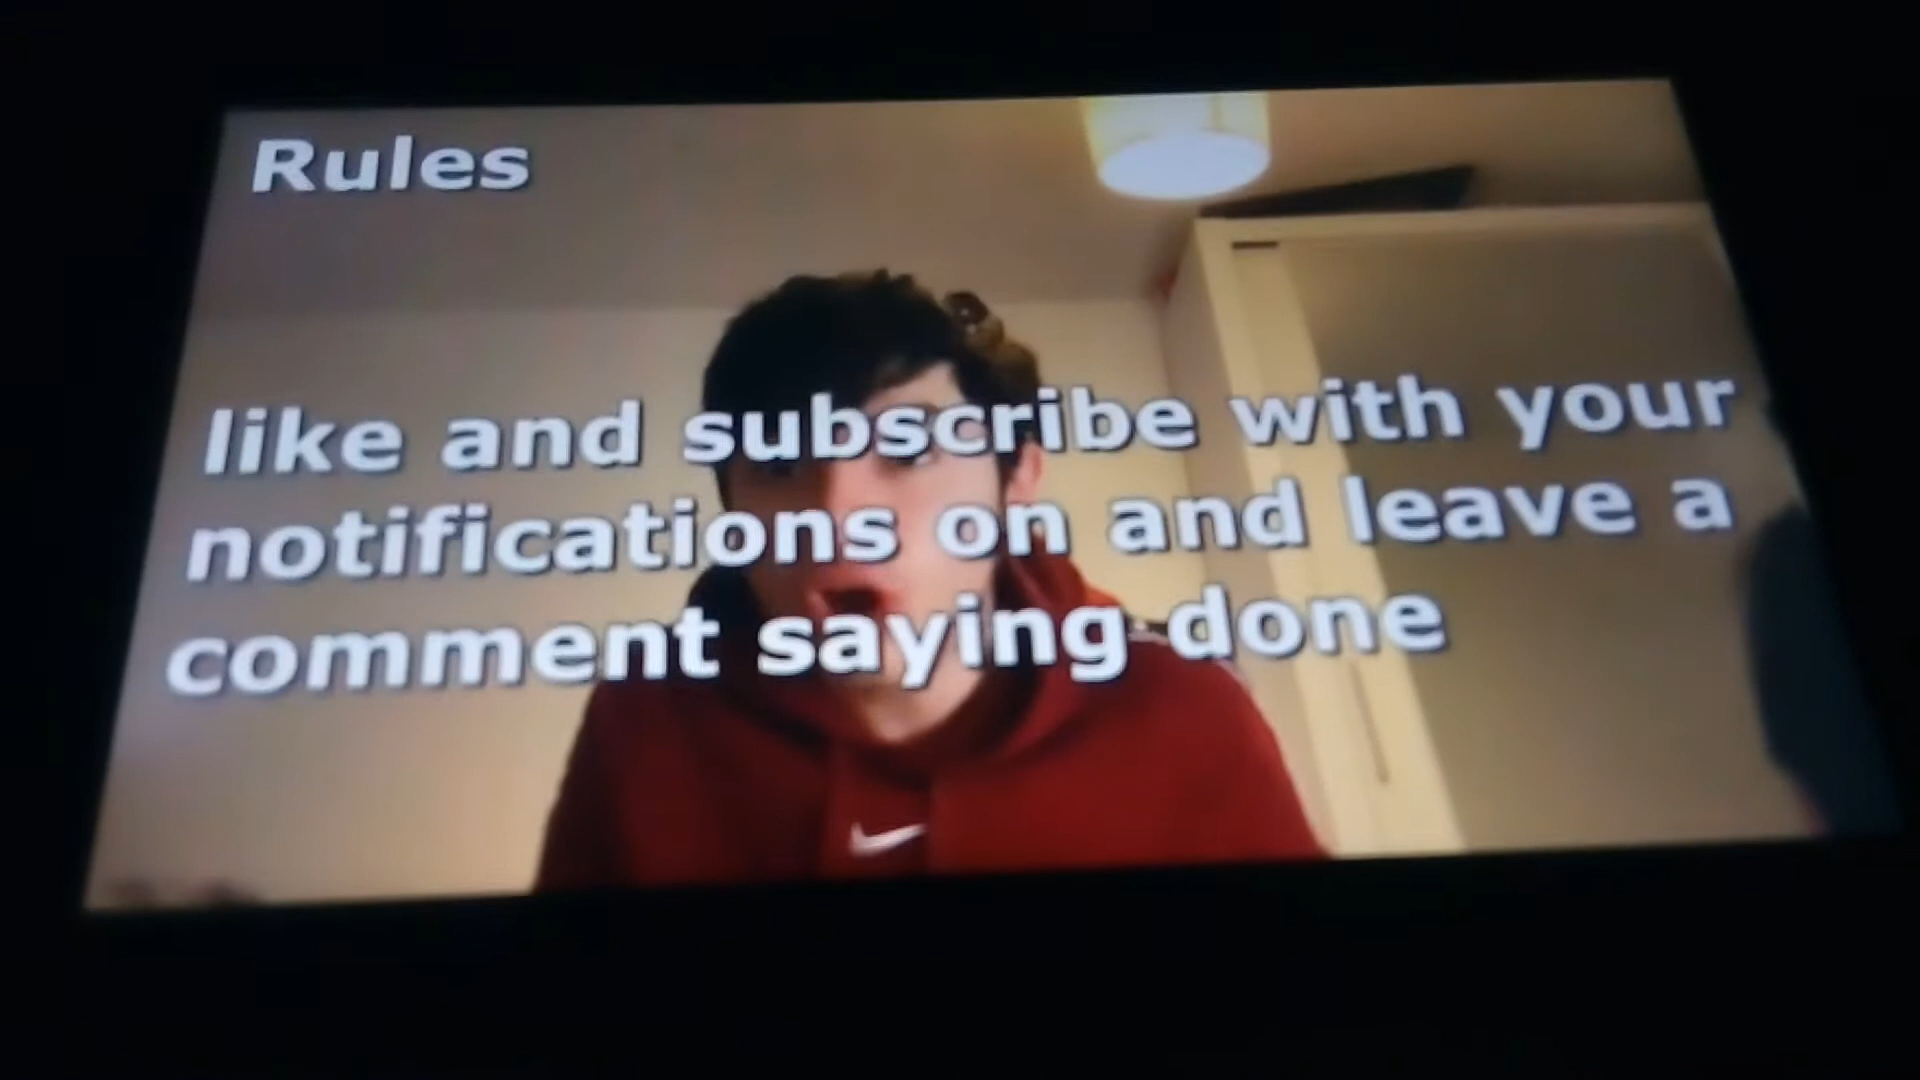 Rules
like and subscribe with your
notifications on and leave a
comment saying done